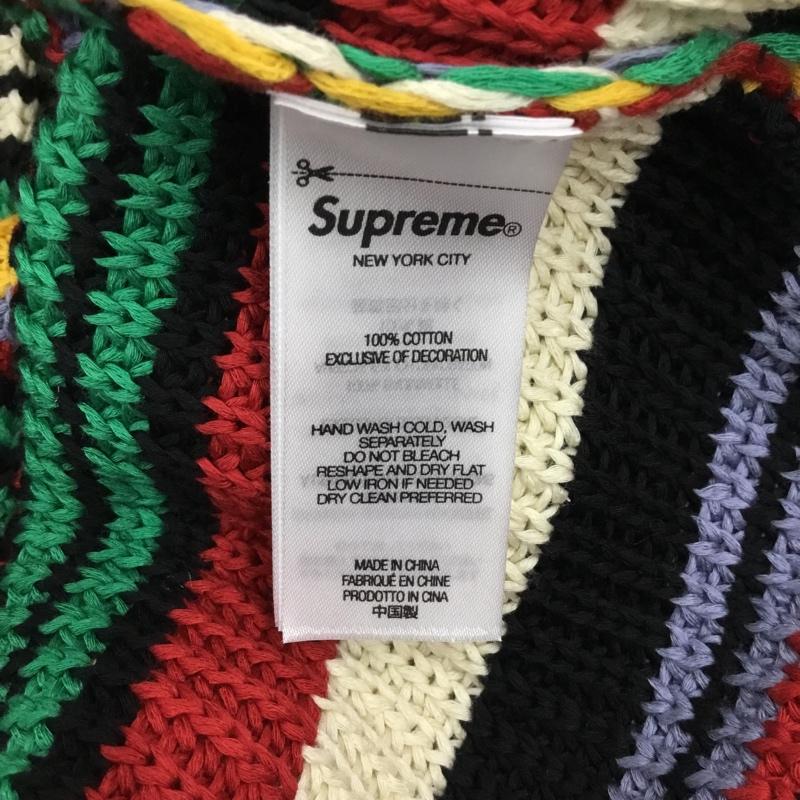 Supreme®
NEW YORK CITY
100% COTTON
EXCLUSIVE OF DECORATION
HAND WASH COLD, WASH
SEPARATELY
DO NOT BLEACH
RESHAPE AND DRY FLAT
LOW IRON IF NEEDED
DRY CLEAN PREFERRED
MADE IN CHINA
FABRIQUÉ EN CHINE
PRODOTTO IN CINA
中国製